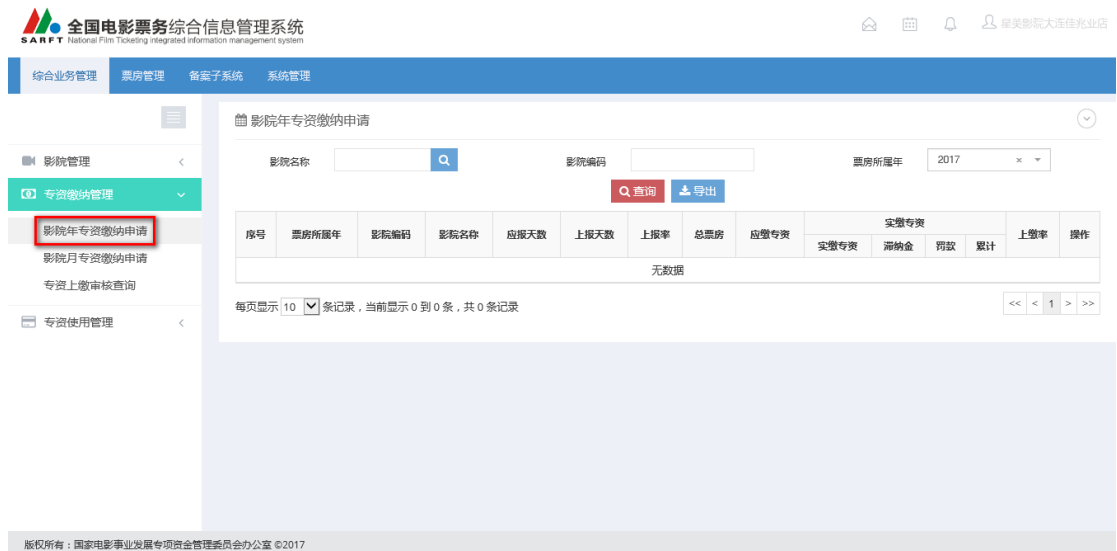 全国电影票务综合信息管理系统
SARFT National Film Ticketing integrated information management system
星美影院大连佳兆业店
综合业务管理 票房管理 备案子系统 系统管理
影院年专资缴纳申请
影院管理
专资缴纳管理
影院年专资缴纳申请
影院月专资缴纳申请
专资上缴审核查询
专资使用管理
影院名称 影院编码 票房所属年 2017 ×
查询 导出
序号 票房所属年 影院编码 影院名称 应报天数 上报天数 上报率 总票房 应缴专资 实缴专资 上缴率 操作
实缴专资 滞纳金 罚款 累计
无数据
每页显示 10 条记录，当前显示 0 到 0 条，共 0 条记录
<< < 1 > >>
版权所有：国家电影事业发展专项资金管理委员会办公室 ©2017